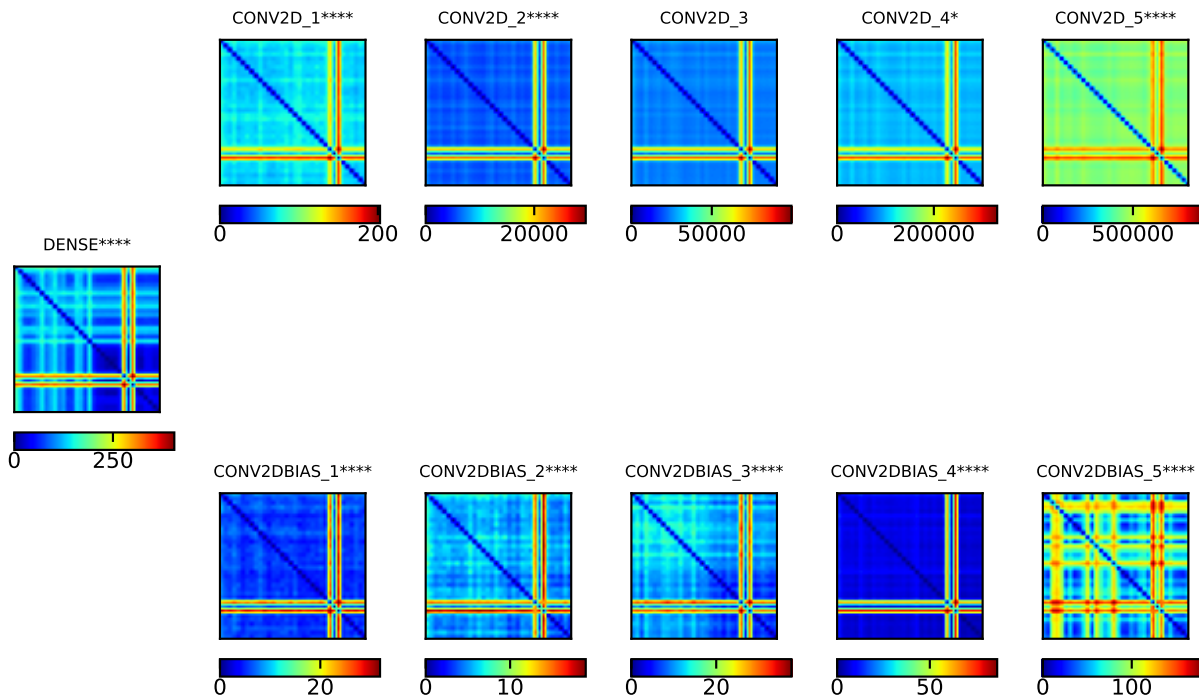 CONV2D_1**** CONV2D_2**** CONV2D_3 CONV2D_4* CONV2D_5****
0 200 0 20000 0 50000 0 200000 0 500000
DENSE****
0 250
CONV2DBIAS_1**** CONV2DBIAS_2**** CONV2DBIAS_3**** CONV2DBIAS_4**** CONV2DBIAS_5****
0 20 0 10 0 20 0 50 0 100